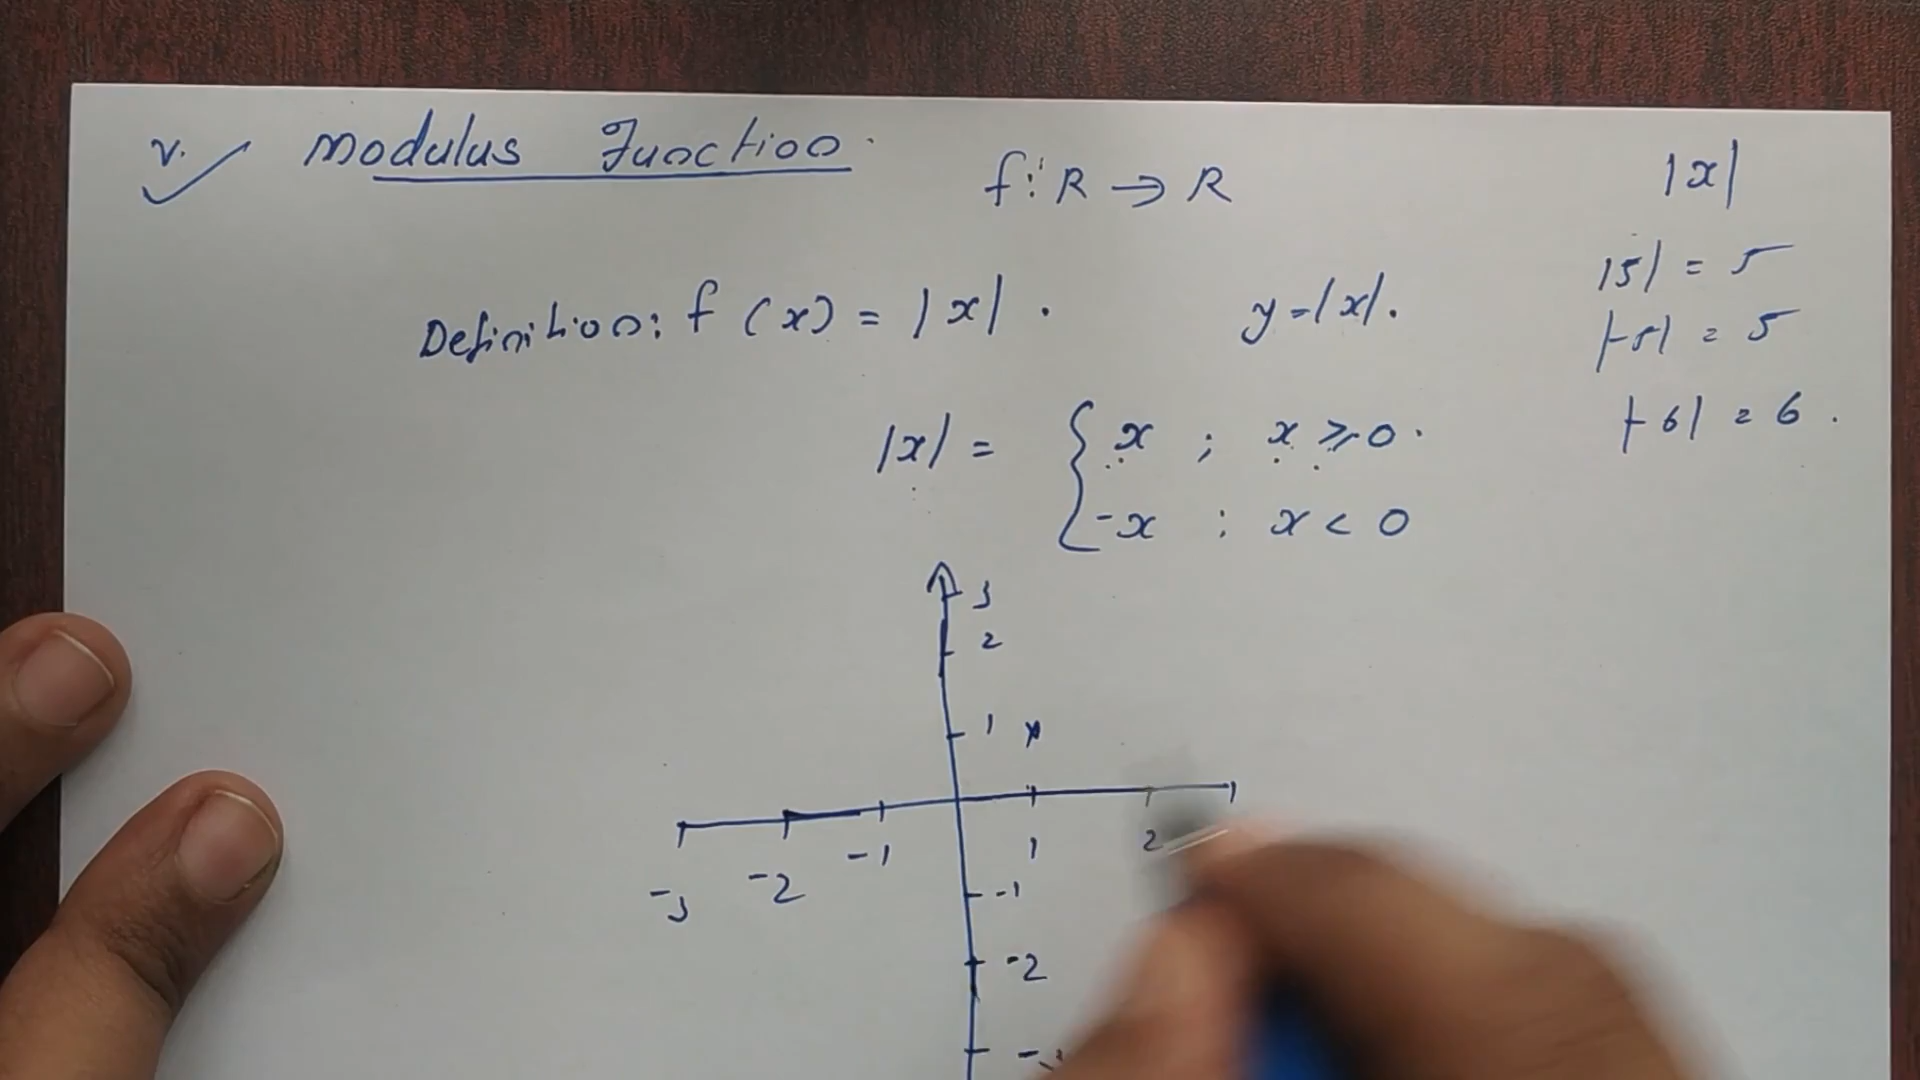 v. Modulus Function.
f: R → R
Definition: f(x) = |x|.
y = |x|.
|x| = { x ; x ≥ 0.
-x : x < 0
|x|
|5| = 5
|-5| = 5
|-6| = 6.
3
2
1
-3 -2 -1 1 2
-1
-2